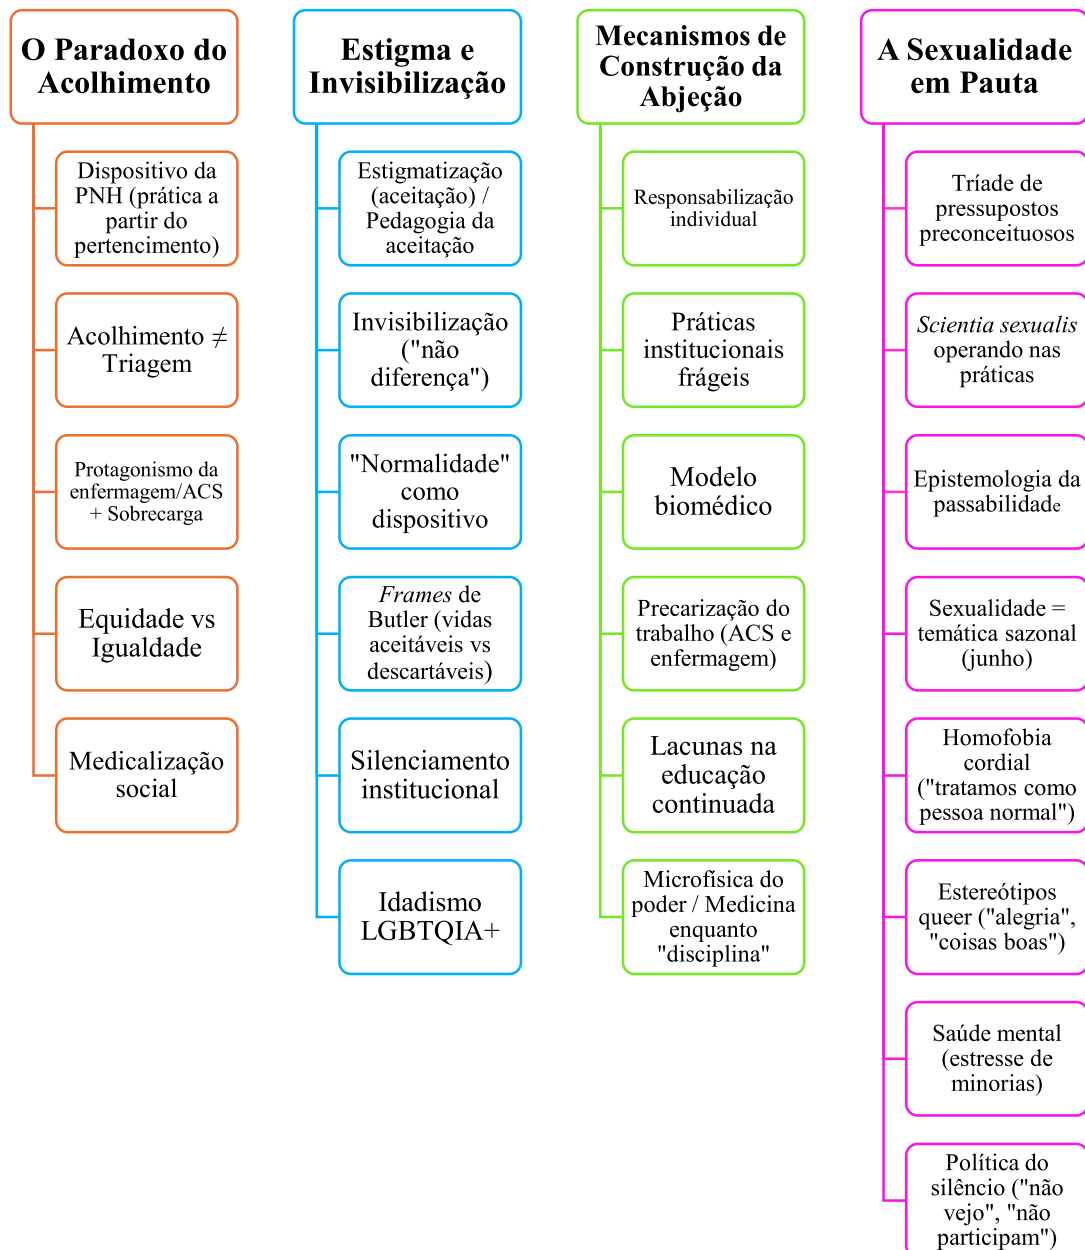 O Paradoxo do
Acolhimento
Dispositivo da
PNH (prática a
partir do
pertencimento)
Acolhimento ≠
Triagem
Protagonismo da
enfermagem/ACS
+ Sobrecarga
Equidade vs
Igualdade
Medicalização
social
Estigma e
Invisibilização
Estigmatização
(aceitação) /
Pedagogia da
aceitação
Invisibilização
("não
diferença")
"Normalidade"
como
dispositivo
Frames de
Butler (vidas
aceitáveis vs
descartáveis)
Silenciamento
institucional
Idadismo
LGBTQIA+
Mecanismos de
Construção da
Abjeção
Responsabilização
individual
Práticas
institucionais
frágeis
Modelo
biomédico
Precarização do
trabalho (ACS e
enfermagem)
Lacunas na
educação
continuada
Microfísica do
poder / Medicina
enquanto
"disciplina"
A Sexualidade
em Pauta
Tríade de
pressupostos
preconceituosos
Scientia sexualis
operando nas
práticas
Epistemologia da
passabilidade
Sexualidade =
temática sazonal
(junho)
Homofobia
cordial
("tratamos como
pessoa normal")
Estereótipos
queer ("alegria",
"coisas boas")
Saúde mental
(estresse de
minorias)
Política do
silêncio ("não
vejo", "não
participam")